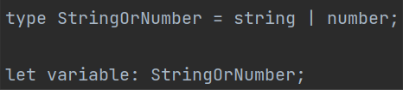 type StringOrNumber = string | number;
let variable: StringOrNumber;